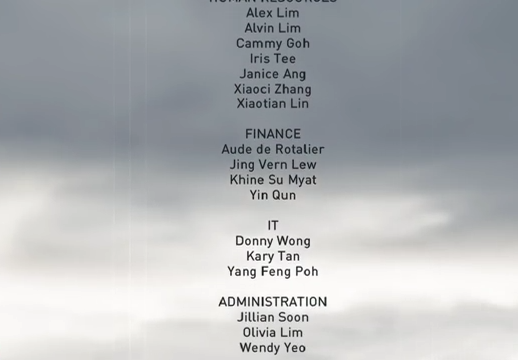 HUMAN RESOURCES
Alex Lim
Alvin Lim
Cammy Goh
Iris Tee
Janice Ang
Xiaoci Zhang
Xiaotian Lin
FINANCE
Aude de Rotalier
Jing Vern Lew
Khine Su Myat
Yin Qun
IT
Donny Wong
Kary Tan
Yang Feng Poh
ADMINISTRATION
Jillian Soon
Olivia Lim
Wendy Yeo